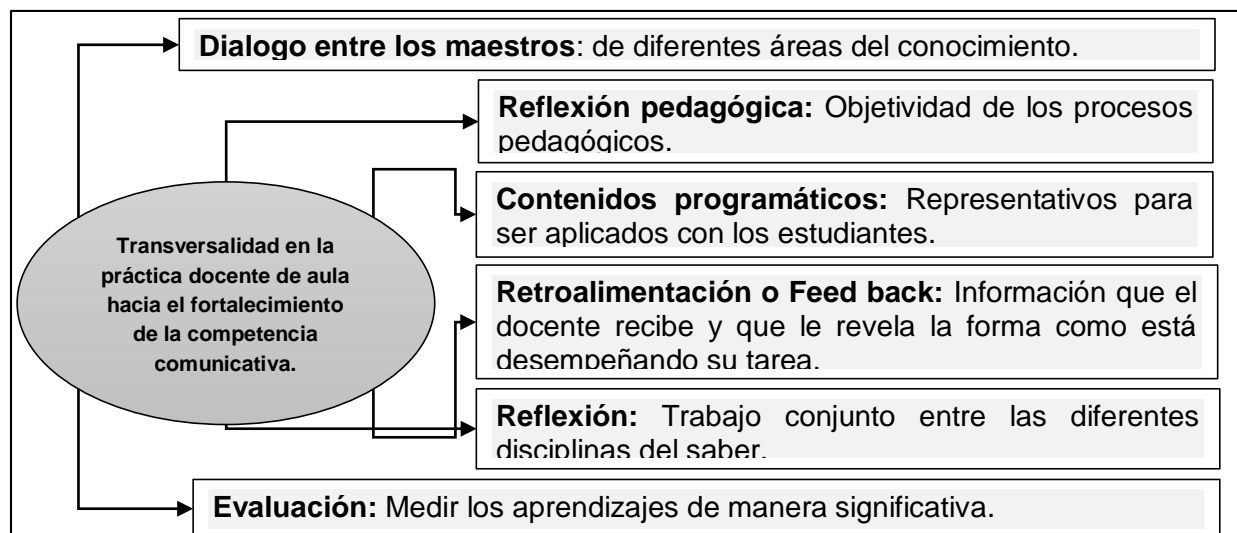 Dialogo entre los maestros: de diferentes áreas del conocimiento.
Reflexión pedagógica: Objetividad de los procesos
pedagógicos.
Contenidos programáticos: Representativos para
ser aplicados con los estudiantes.
Transversalidad en la
práctica docente de aula
hacia el fortalecimiento
de la competencia
comunicativa.
Retroalimentación o Feed back: Información que el
docente recibe y que le revela la forma como está
desempeñando su tarea.
Reflexión: Trabajo conjunto entre las diferentes
disciplinas del saber.
Evaluación: Medir los aprendizajes de manera significativa.